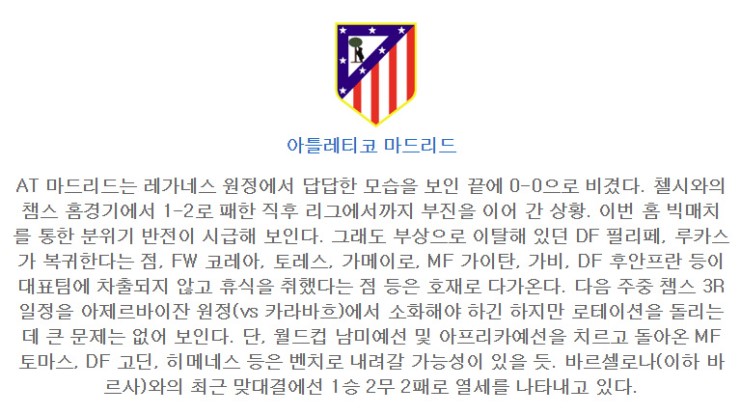 아틀레티코 마드리드
AT 마드리드는 레가네스 원정에서 답답한 모습을 보인 끝에 0-0으로 비겼다. 첼시와의
챔스 홈경기에서 1-2로 패한 직후 리그에서까지 부진을 이어 간 상황. 이번 홈 빅매치
를 통한 분위기 반전이 시급해 보인다. 그래도 부상으로 이탈해 있던 DF 필리페, 루카스
가 복귀한다는 점, FW 코레아, 토레스, 가메이로, MF 가이탄, 가비, DF 후안프란 등이
대표팀에 차출되지 않고 휴식을 취했다는 점 등은 호재로 다가온다. 다음 주중 챔스 3R
일정을 아제르바이잔 원정(vs 카라바흐)에서 소화해야 하긴 하지만 로테이션을 돌리는
데 큰 문제는 없어 보인다. 단, 월드컵 남미예선 및 아프리카예선을 치르고 돌아온 MF
토마스, DF 고딘, 히메네스 등은 벤치로 내려갈 가능성이 있을 듯. 바르셀로나(이하 바
르사)와의 최근 맞대결에선 1승 2무 2패로 열세를 나타내고 있다.